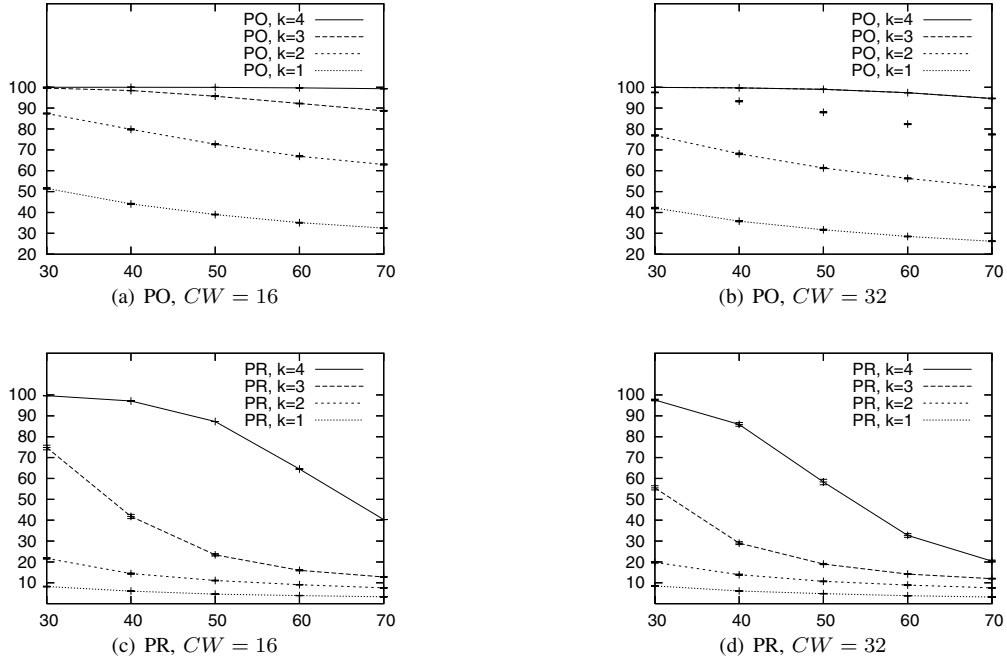 PO, k=4
PO, k=3
PO, k=2
PO, k=1
100
90
80
70
60
50
40
30
20
30 40 50 60 70
(a) PO, CW = 16
PO, k=4
PO, k=3
PO, k=2
PO, k=1
100
90
80
70
60
50
40
30
20
30 40 50 60 70
(b) PO, CW = 32
PR, k=4
PR, k=3
PR, k=2
PR, k=1
100
90
80
70
60
50
40
30
20
10
30 40 50 60 70
(c) PR, CW = 16
PR, k=4
PR, k=3
PR, k=2
PR, k=1
100
90
80
70
60
50
40
30
20
10
30 40 50 60 70
(d) PR, CW = 32